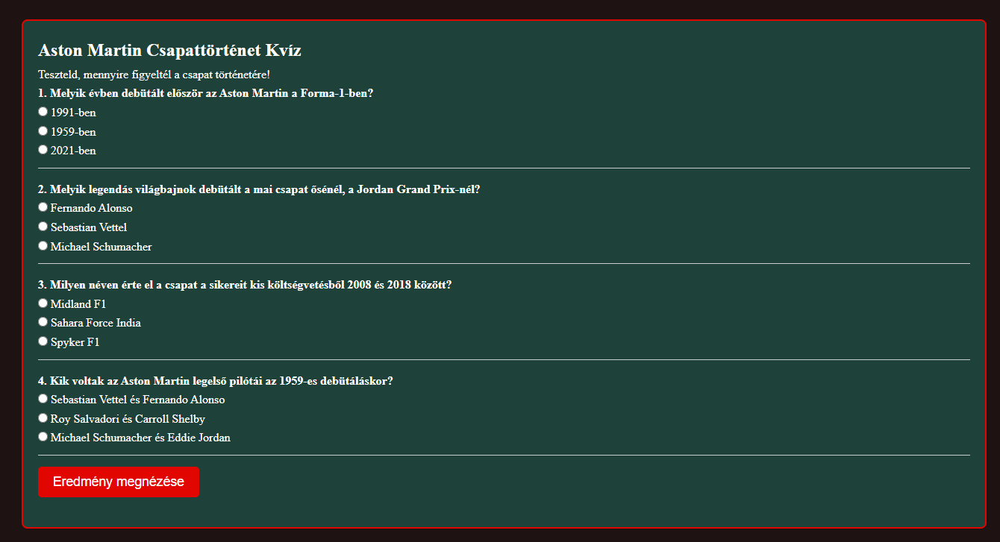 Aston Martin Csapattörténet Kvíz
Teszteld, mennyire figyeltél a csapat történetére!
1. Melyik évben debütált először az Aston Martin a Forma-1-ben?
1991-ben
1959-ben
2021-ben
2. Melyik legendás világbajnok debütált a mai csapat ősénél, a Jordan Grand Prix-nél?
Fernando Alonso
Sebastian Vettel
Michael Schumacher
3. Milyen néven érte el a csapat a sikereit kis költségvetésből 2008 és 2018 között?
Midland F1
Sahara Force India
Spyker F1
4. Kik voltak az Aston Martin legelső pilótái az 1959-es debütáláskor?
Sebastian Vettel és Fernando Alonso
Roy Salvadori és Carroll Shelby
Michael Schumacher és Eddie Jordan
Eredmény megnézése